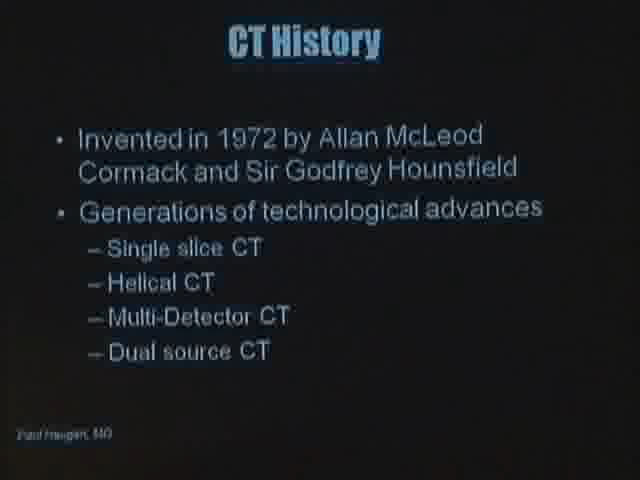 CT History
• Invented in 1972 by Allan McLeod
Cormack and Sir Godfrey Hounsfield
• Generations of technological advances
– Single slice CT
– Helical CT
– Multi-Detector CT
– Dual source CT
Paul Haugen, MD